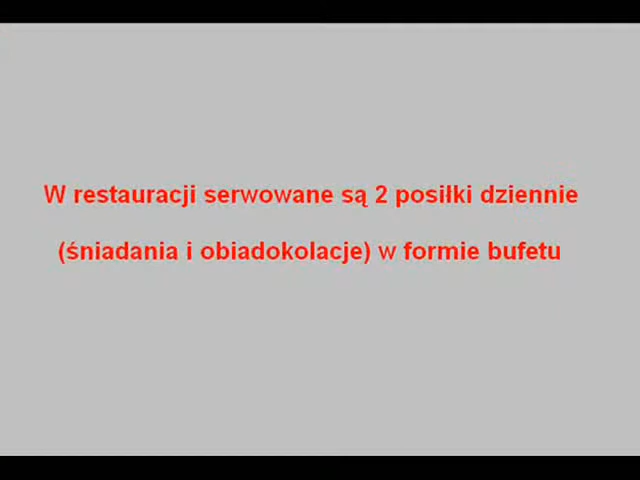 W restauracji serwowane są 2 posiłki dziennie
(śniadania i obiadokolacje) w formie bufetu